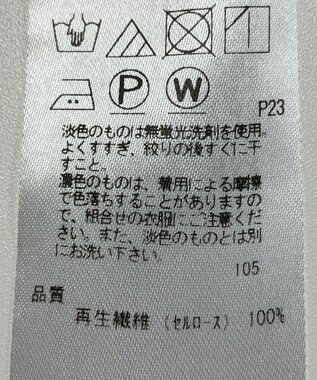 P W
P23
淡色のものは無蛍光洗剤を使用。
よくすすぎ、絞りの後すぐに干
すこと。
濃色のものは、着用による摩擦
で色落ちすることがありますの
で、組合せの衣服にご注意くだ
さい。また、淡色のものとは別
にお洗い下さい。
105
品質
再生繊維（セルロース） 100%